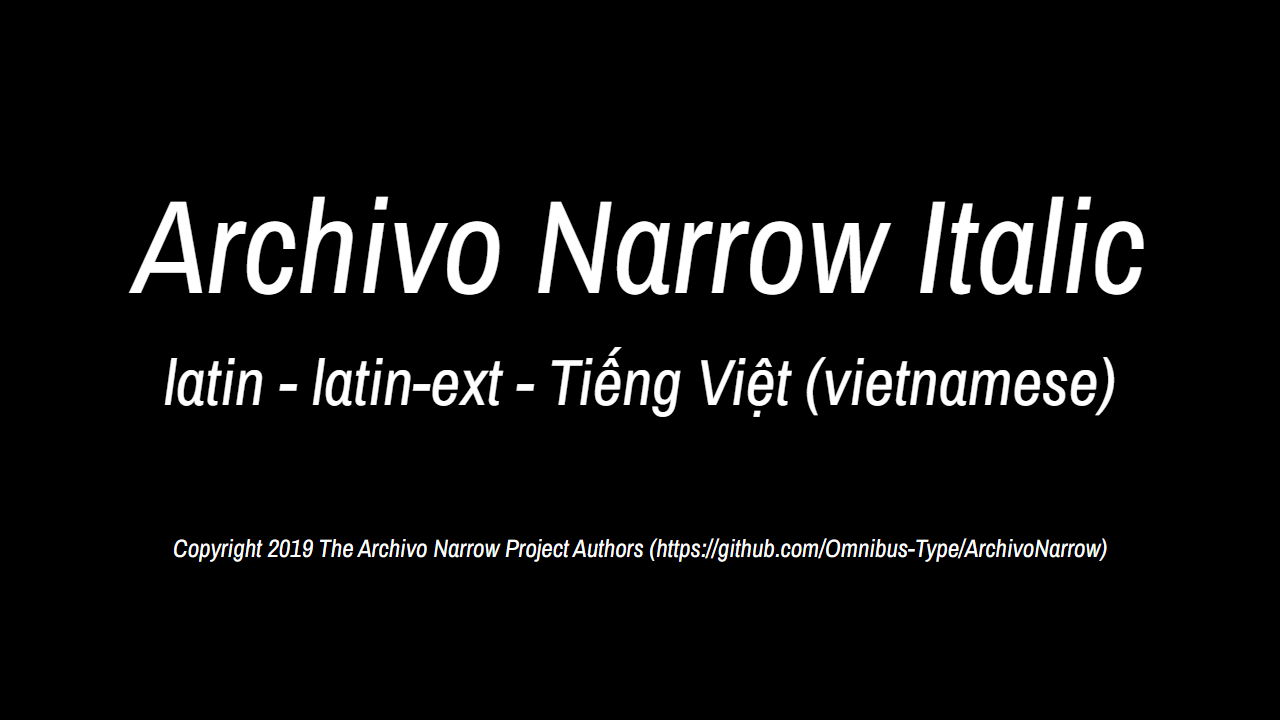 Archivo Narrow Italic
latin - latin-ext - Tiếng Việt (vietnamese)
Copyright 2019 The Archivo Narrow Project Authors (https://github.com/Omnibus-Type/ArchivoNarrow)